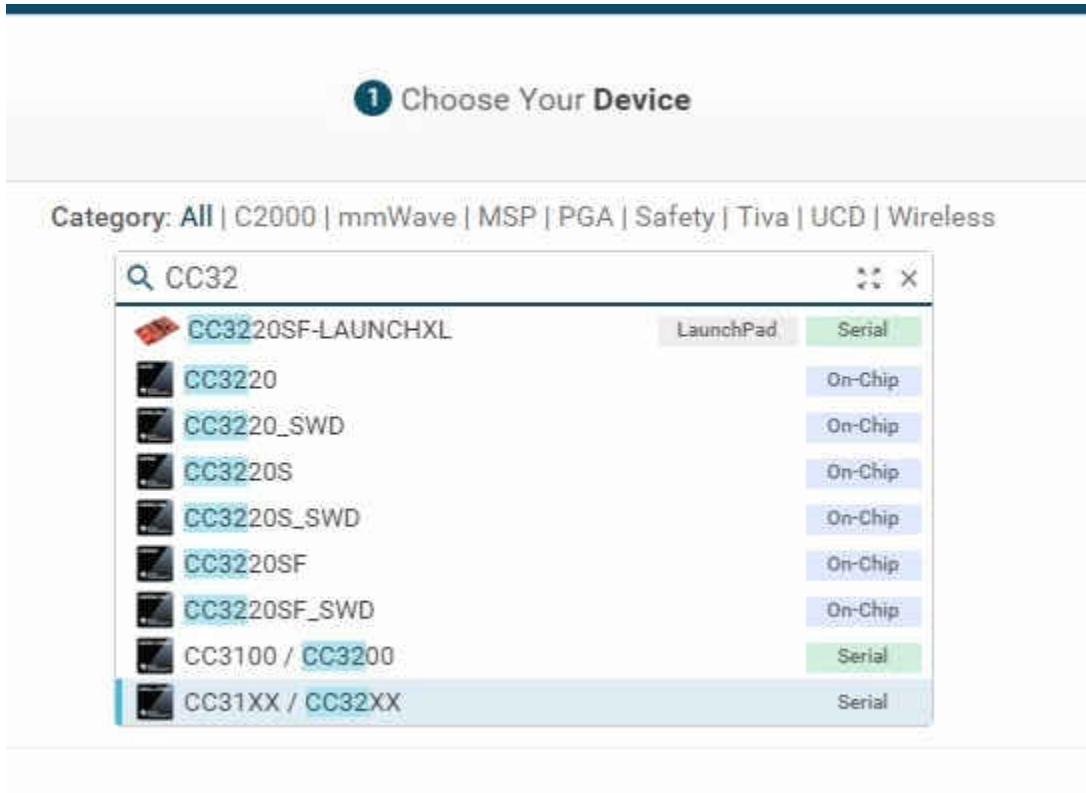 1 Choose Your Device
Category: All | C2000 | mmWave | MSP | PGA | Safety | Tiva | UCD | Wireless
CC32
CC3220SF-LAUNCHXL LaunchPad Serial
CC3220 On-Chip
CC3220_SWD On-Chip
CC3220S On-Chip
CC3220S_SWD On-Chip
CC3220SF On-Chip
CC3220SF_SWD On-Chip
CC3100 / CC3200 Serial
CC31XX / CC32XX Serial